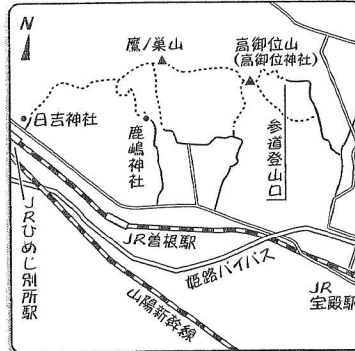 N
鷹ノ巣山
高御位山
(高御位神社)
日吉神社
鹿嶋神社
参道登山口
JRひめじ別所駅
JR曽根駅
姫路バイパス
山陽新幹線
JR
宝殿駅